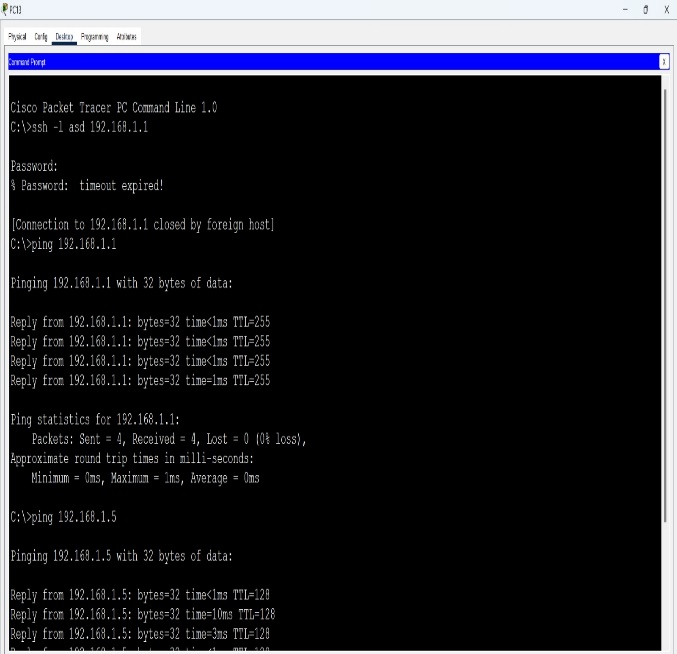 PC13
Physical Config Desktop Programming Attributes
Command Prompt
X
Cisco Packet Tracer PC Command Line 1.0
C:\>ssh -l asd 192.168.1.1
Password:
% Password:  timeout expired!
[Connection to 192.168.1.1 closed by foreign host]
C:\>ping 192.168.1.1
Pinging 192.168.1.1 with 32 bytes of data:
Reply from 192.168.1.1: bytes=32 time<1ms TTL=255
Reply from 192.168.1.1: bytes=32 time<1ms TTL=255
Reply from 192.168.1.1: bytes=32 time<1ms TTL=255
Reply from 192.168.1.1: bytes=32 time=1ms TTL=255
Ping statistics for 192.168.1.1:
Packets: Sent = 4, Received = 4, Lost = 0 (0% loss),
Approximate round trip times in milli-seconds:
Minimum = 0ms, Maximum = 1ms, Average = 0ms
C:\>ping 192.168.1.5
Pinging 192.168.1.5 with 32 bytes of data:
Reply from 192.168.1.5: bytes=32 time<1ms TTL=128
Reply from 192.168.1.5: bytes=32 time=10ms TTL=128
Reply from 192.168.1.5: bytes=32 time=3ms TTL=128